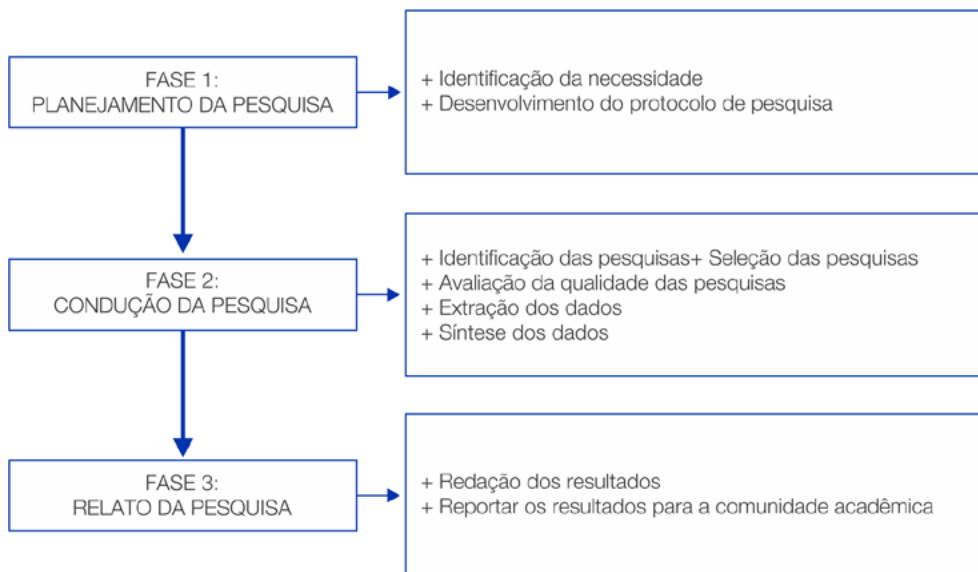 FASE 1:
PLANEJAMENTO DA PESQUISA
+ Identificação da necessidade
+ Desenvolvimento do protocolo de pesquisa
FASE 2:
CONDUÇÃO DA PESQUISA
+ Identificação das pesquisas+ Seleção das pesquisas
+ Avaliação da qualidade das pesquisas
+ Extração dos dados
+ Síntese dos dados
FASE 3:
RELATO DA PESQUISA
+ Redação dos resultados
+ Reportar os resultados para a comunidade acadêmica